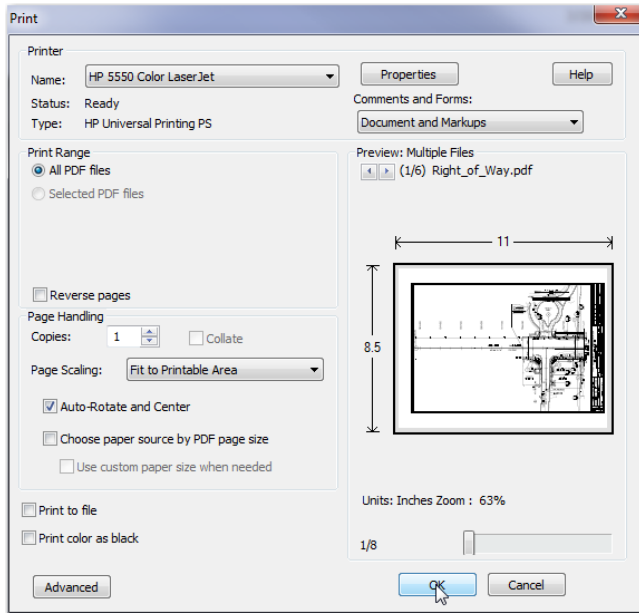 Print
Printer
Name: HP 5550 Color LaserJet Properties Help
Status: Ready Comments and Forms:
Type: HP Universal Printing PS Document and Markups
Print Range
All PDF files
Selected PDF files
Reverse pages
Page Handling
Copies: 1 Collate
Page Scaling: Fit to Printable Area
Auto-Rotate and Center
Choose paper source by PDF page size
Use custom paper size when needed
Print to file
Print color as black
Advanced
Preview: Multiple Files
(1/6) Right_of_Way.pdf
11
8.5
Units: Inches Zoom : 63%
1/8
OK Cancel